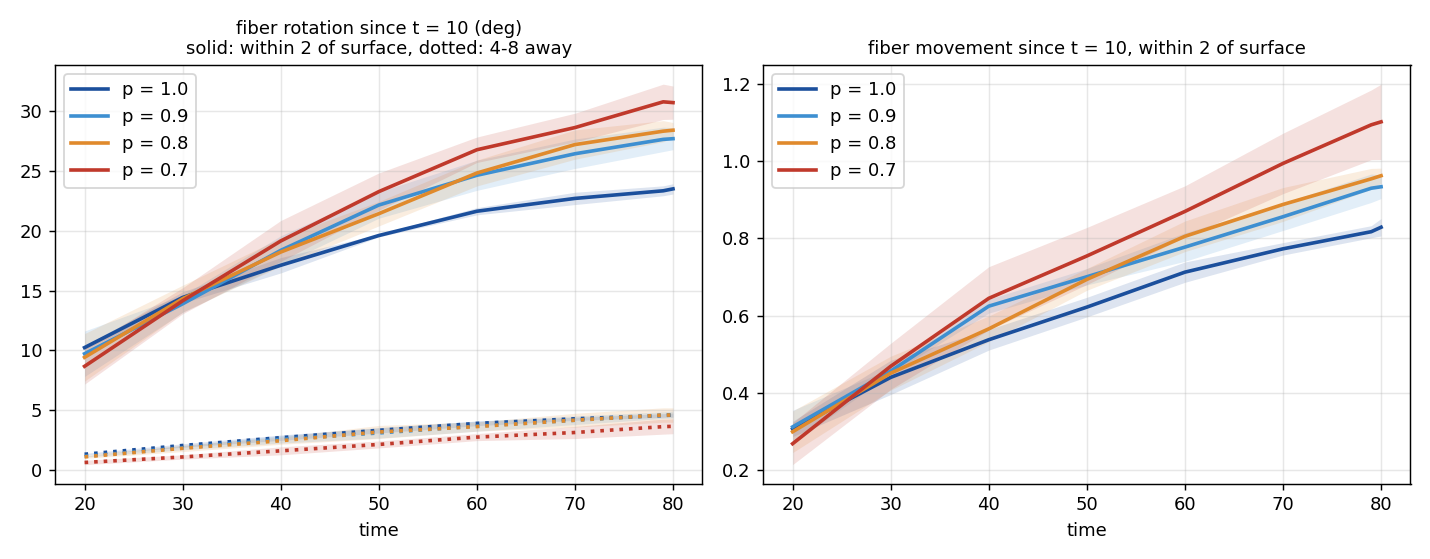 fiber rotation since t = 10 (deg)
solid: within 2 of surface, dotted: 4-8 away
p = 1.0
p = 0.9
p = 0.8
p = 0.7
30
25
20
15
10
5
0
20 30 40 50 60 70 80
time
fiber movement since t = 10, within 2 of surface
p = 1.0
p = 0.9
p = 0.8
p = 0.7
1.2
1.0
0.8
0.6
0.4
0.2
20 30 40 50 60 70 80
time